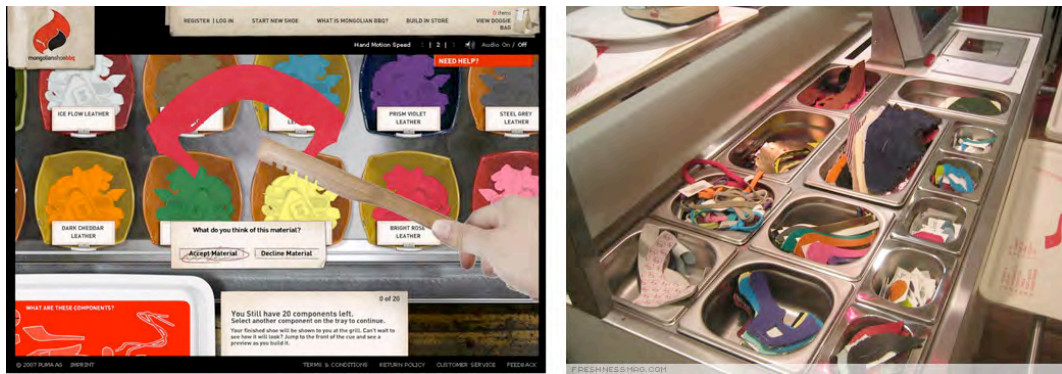 REGISTER | LOG IN
START NEW SHOE
WHAT IS MONGOLIAN BBQ?
BUILD IN STORE
0 items
VIEW DOGGIE
BAG
mongolianshoebbq
Hand Motion Speed : | 2 | : Audio On / Off
NEED HELP?
ICE FLOW LEATHER
PRISM VIOLET
LEATHER
STEEL GREY
LEATHER
DARK CHEDDAR
LEATHER
BRIGHT ROSE
LEATHER
What do you think of this material?
Accept Material
Decline Material
WHAT ARE THESE COMPONENTS?
0 of 20
You Still have 20 components left.
Select another component on the tray to continue.
Your finished shoe will be shown to you at the grill. Can't wait to
see how it will look? Jump to the front of the cue and see a
preview as you build it.
© 2007 PUMA AG IMPRINT
TERMS & CONDITIONS
RETURN POLICY
CUSTOMER SERVICE
FEEDBACK
FRESHNESSMAG.COM